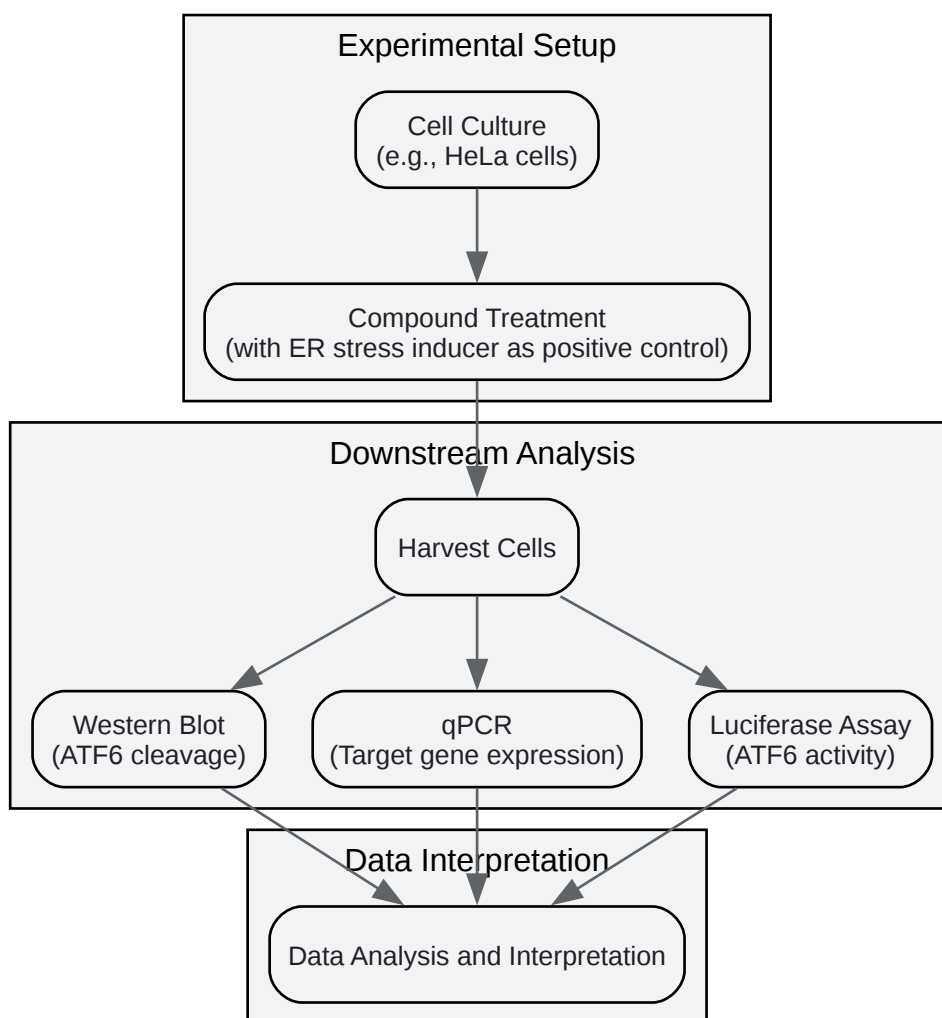 Experimental Setup
Cell Culture
(e.g., HeLa cells)
Compound Treatment
(with ER stress inducer as positive control)
Downstream Analysis
Harvest Cells
Western Blot
(ATF6 cleavage)
qPCR
(Target gene expression)
Luciferase Assay
(ATF6 activity)
Data Interpretation
Data Analysis and Interpretation